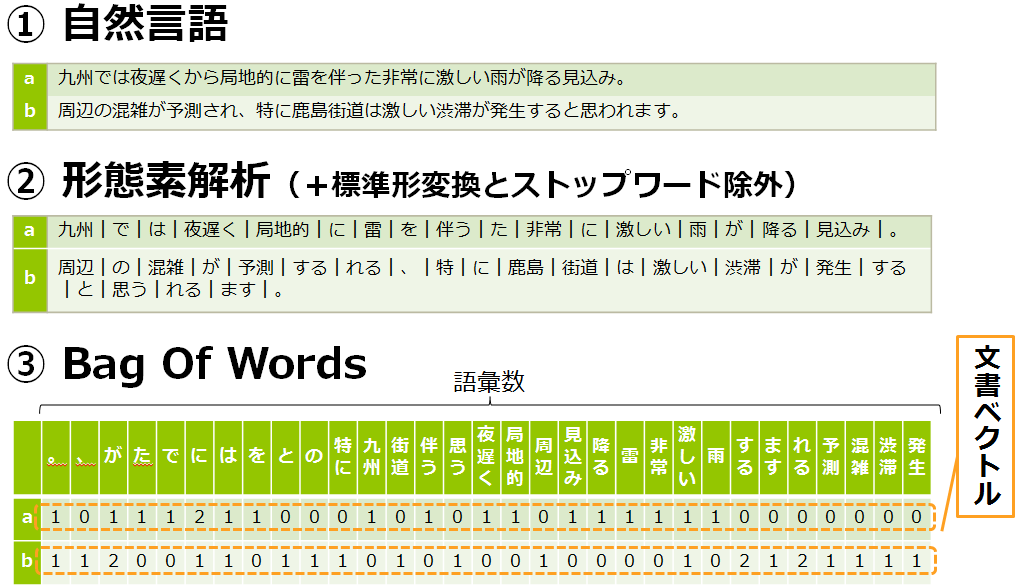 ① 自然言語
a 九州では夜遅くから局地的に雷を伴った非常に激しい雨が降る見込み。
b 周辺の混雑が予測され、特に鹿島街道は激しい渋滞が発生すると思われます。
② 形態素解析（＋標準形変換とストップワード除外）
a 九州｜で｜は｜夜遅く｜局地的｜に｜雷｜を｜伴う｜た｜非常｜に｜激しい｜雨｜が｜降る｜見込み｜。
b 周辺｜の｜混雑｜が｜予測｜する｜れる｜、｜特｜に｜鹿島｜街道｜は｜激しい｜渋滞｜が｜発生｜する
｜と｜思う｜れる｜ます｜。
③ Bag Of Words
語彙数
文書ベクトル
。 、 が た で に は を と の 特に 九州 街道 伴う 思う 夜遅く 局地的 周辺 見込み 降る 雷 非常 激しい 雨 する ます れる 予測 混雑 渋滞 発生
a 1 0 1 1 1 2 1 1 0 0 0 1 0 1 0 1 1 0 1 1 1 1 1 1 0 0 0 0 0 0 0
b 1 1 2 0 0 1 1 0 1 1 1 0 1 0 1 0 0 1 0 0 0 0 1 0 2 1 2 1 1 1 1